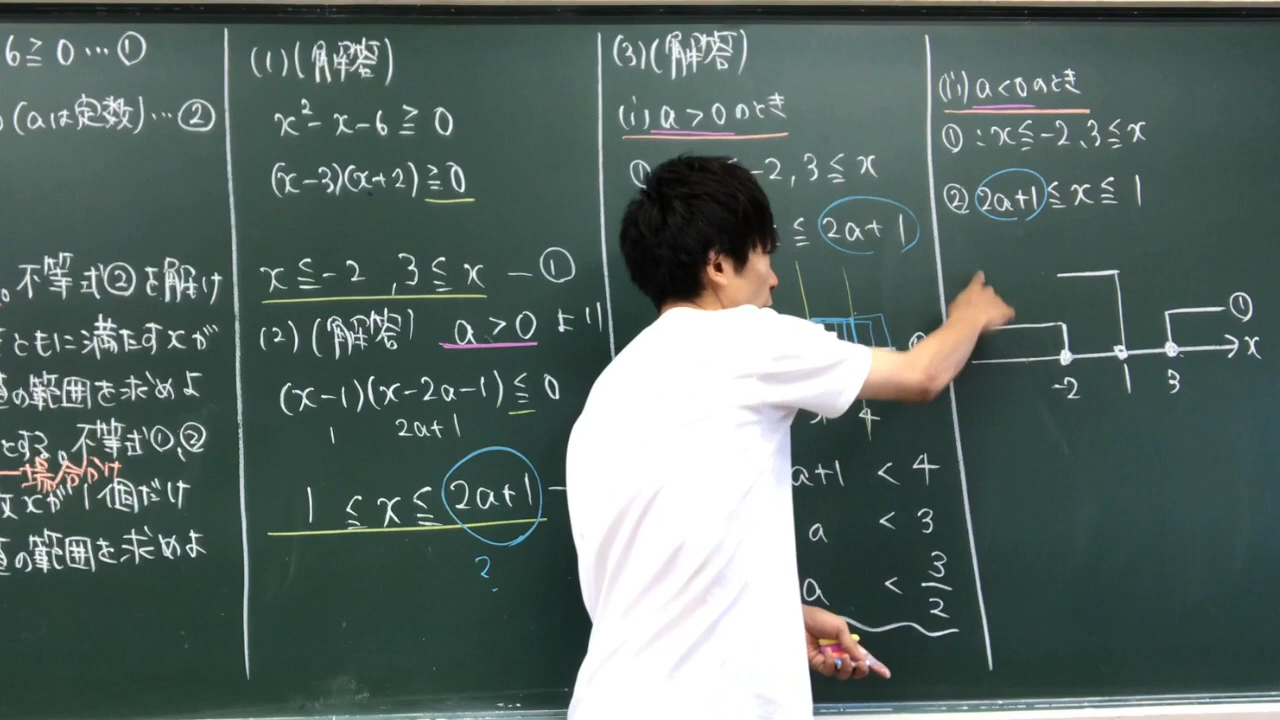 6≧0…①
(aは定数)…②
不等式②を解け
ともに満たすxが
の範囲を求めよ
とする。不等式①,②
場合分け
xが1個だけ
の範囲を求めよ
(1)(解答)
x²-x-6≧0
(x-3)(x+2)≧0
x≦-2,3≦x-①
(2)(解答) a>0より
(x-1)(x-2a-1)≦0
1 2a+1
1≦x≦2a+1-
?
(3)(解答)
(i)a>0のとき
-2,3≦x
≦2a+1
4
a+1<4
a<3
a<3/2
(ii)a<0のとき
①:x≦-2,3≦x
②2a+1≦x≦1
①
x
-2 1 3